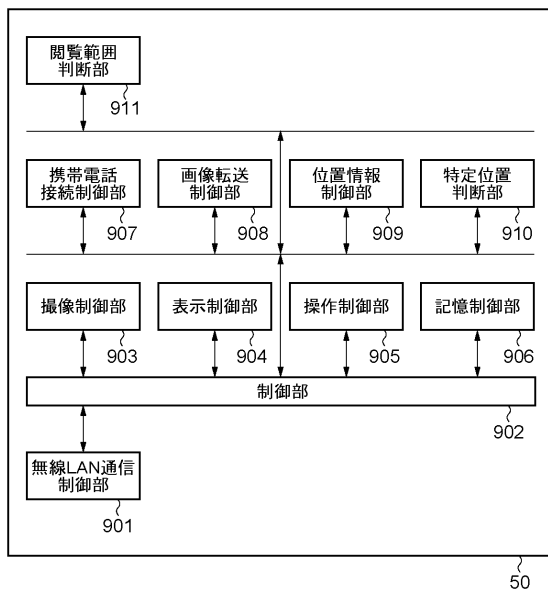 閲覧範囲
判断部
911
携帯電話
接続制御部
907
画像転送
制御部
908
位置情報
制御部
909
特定位置
判断部
910
撮像制御部
903
表示制御部
904
操作制御部
905
記憶制御部
906
制御部
902
無線LAN通信
制御部
901
50